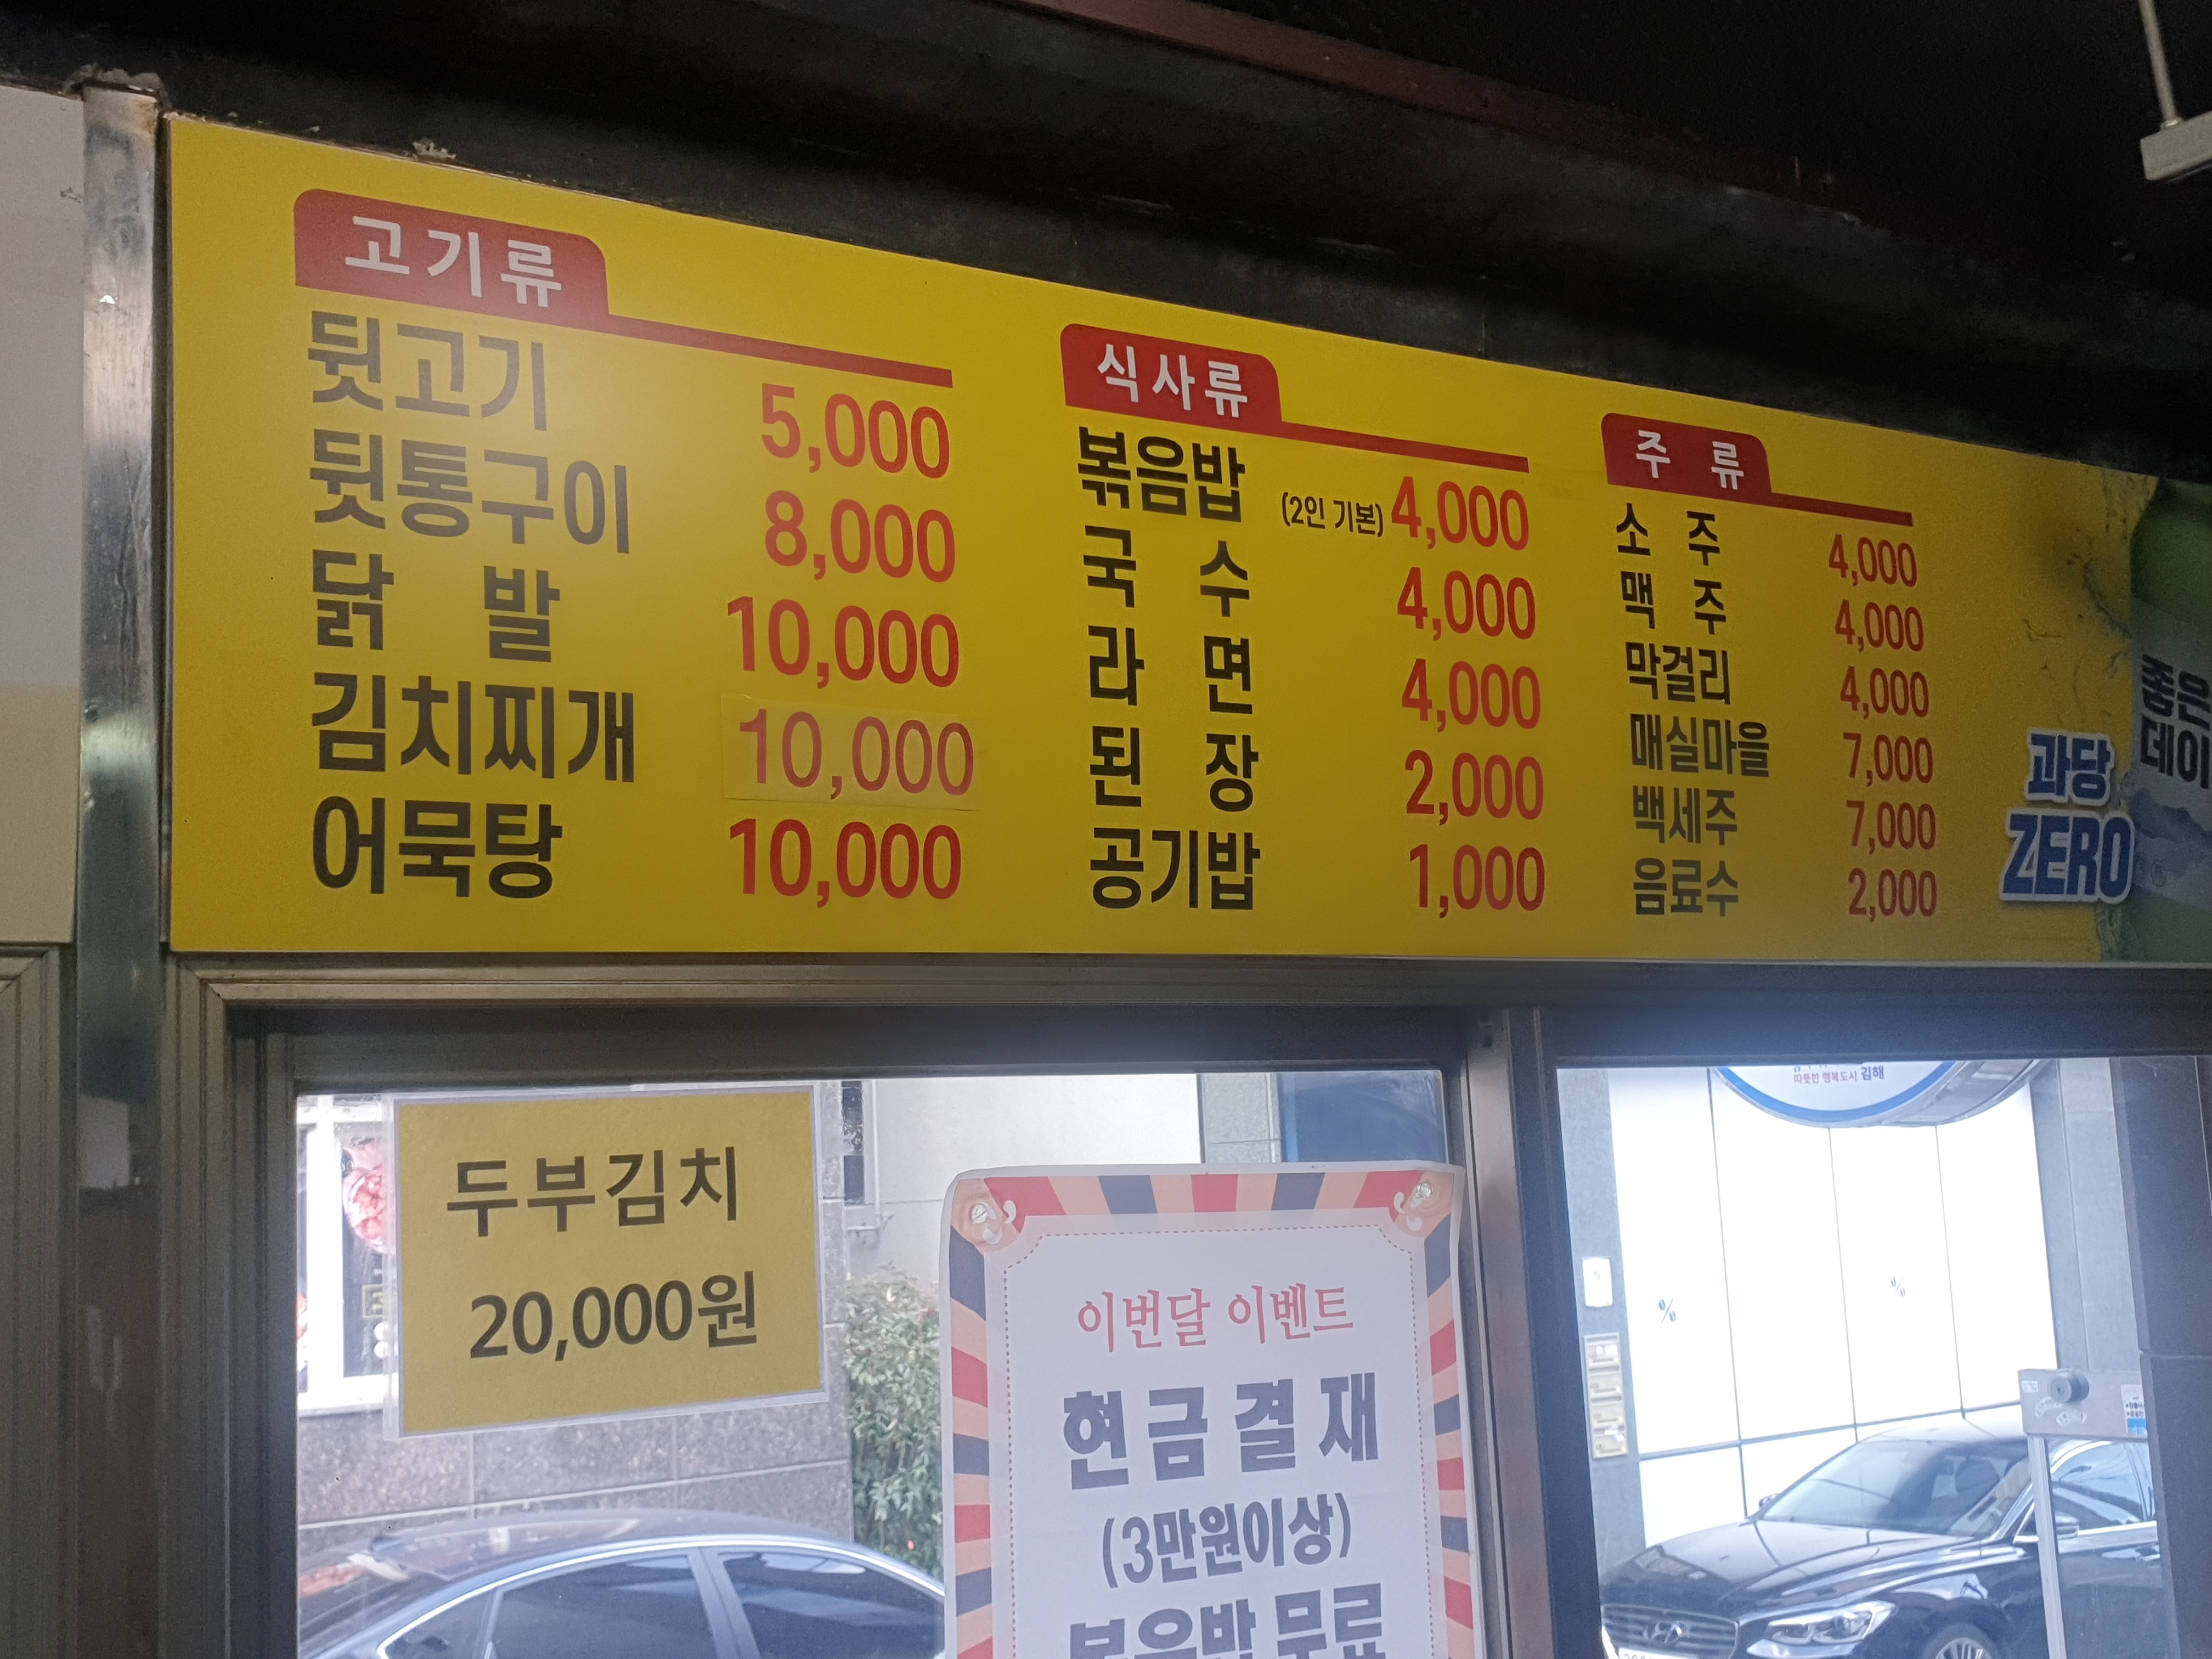 고기류
뒷고기 5,000
뒷통구이 8,000
닭 발 10,000
김치찌개 10,000
어묵탕 10,000
식사류
볶음밥 (2인 기본) 4,000
국 수 4,000
라 면 4,000
된 장 2,000
공기밥 1,000
주 류
소 주 4,000
맥 주 4,000
막걸리 4,000
매실마을 7,000
백세주 7,000
음료수 2,000
과당
ZERO
좋은
데이
두부김치
20,000원
이번달 이벤트
현금결재
(3만원이상)
볶음밥 무료
따뜻한 행복도시 김해
%
%